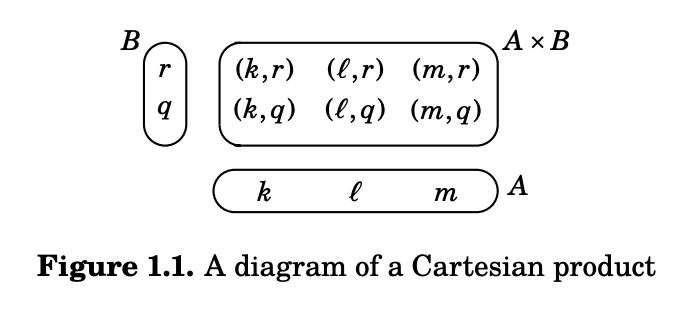 B A × B
r (k,r) (ℓ,r) (m,r)
q (k,q) (ℓ,q) (m,q)
k ℓ m A
Figure 1.1. A diagram of a Cartesian product